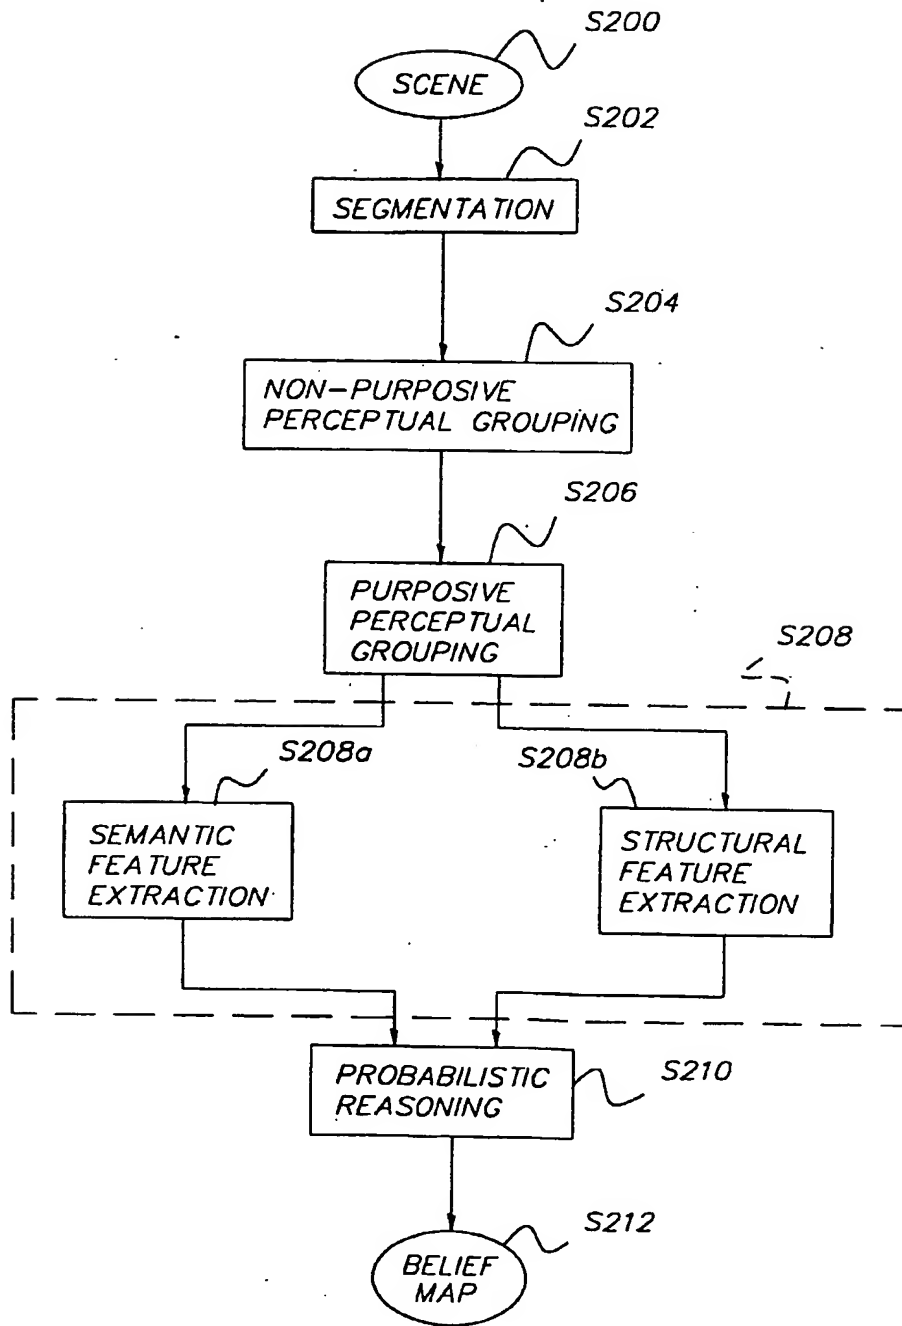 S200
SCENE
S202
SEGMENTATION
S204
NON-PURPOSIVE
PERCEPTUAL GROUPING
S206
PURPOSIVE
PERCEPTUAL
GROUPING
S208
S208a
S208b
SEMANTIC
FEATURE
EXTRACTION
STRUCTURAL
FEATURE
EXTRACTION
PROBABILISTIC
REASONING
S210
S212
BELIEF
MAP